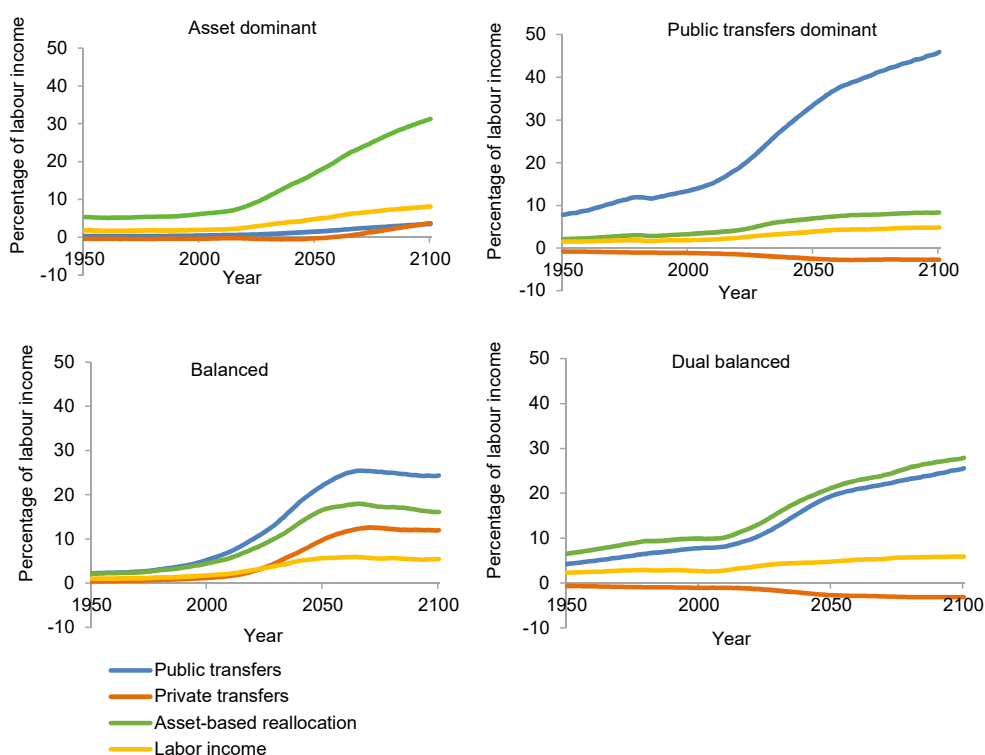 Asset dominant
Percentage of labour income
50
40
30
20
10
0
-10
1950
2000
2050
2100
Year
Public transfers dominant
Percentage of labour income
50
40
30
20
10
0
-10
1950
2000
2050
2100
Year
Balanced
Percentage of labour income
50
40
30
20
10
0
-10
1950
2000
2050
2100
Year
Dual balanced
Percentage of labour income
50
40
30
20
10
0
-10
1950
2000
2050
2100
Year
Public transfers
Private transfers
Asset-based reallocation
Labor income